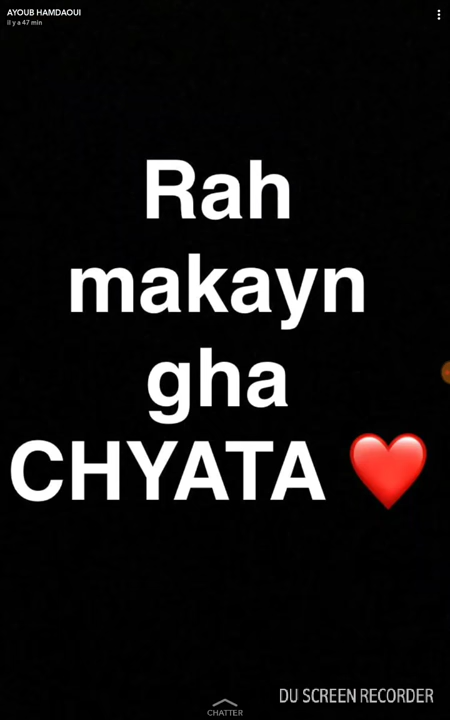 AYOUB HAMDAOUI
il y a 47 min
Rah
makayn
gha
CHYATA ❤️
DU SCREEN RECORDER
CHATTER